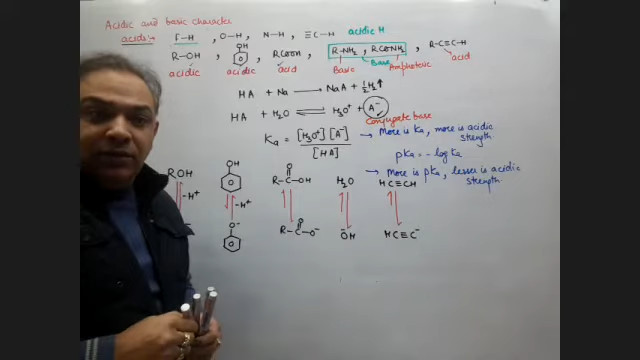 Acidic and basic character
acids:- F-H, O-H, N-H, ≡C-H acidic H
R-OH, OH, RCOOH, R-NH₂, RCONH₂, R-C≡C-H
acidic acidic acid Basic Base Amphoteric acid
HA + Na → NaA + ½H₂↑
HA + H₂O ⇌ H₃O⁺ + A⁻
Conjugate base
Ka = [H₃O⁺][A⁻] / [HA] → More is Ka, more is acidic strength
pKa = -log Ka
→ More is pKa, lesser is acidic strength.
ROH OH R-C-OH O H₂O HC≡CH
-H⁺ -H⁺
O⁻ R-C-O⁻ O ŌH HC≡C⁻